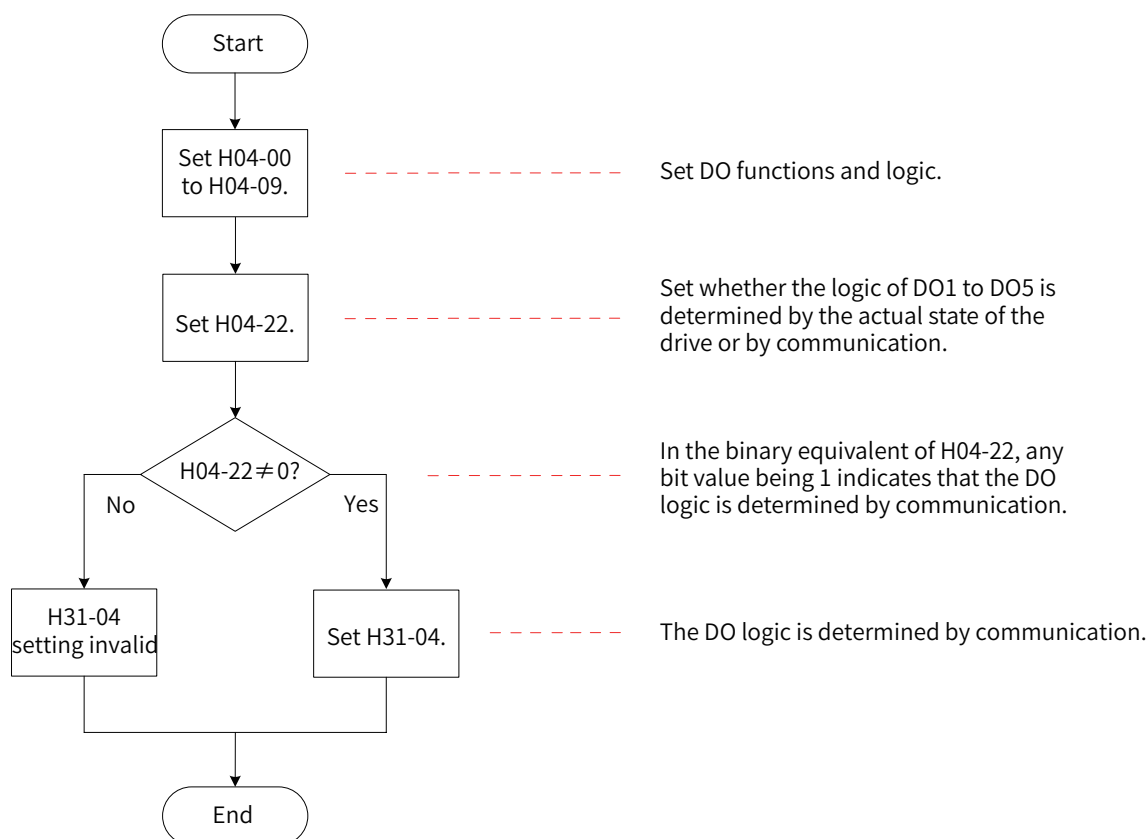 Start
Set H04-00
to H04-09.
Set DO functions and logic.
Set H04-22.
Set whether the logic of DO1 to DO5 is
determined by the actual state of the
drive or by communication.
H04-22≠0?
In the binary equivalent of H04-22, any
bit value being 1 indicates that the DO
logic is determined by communication.
No
Yes
H31-04
setting invalid
Set H31-04.
The DO logic is determined by communication.
End